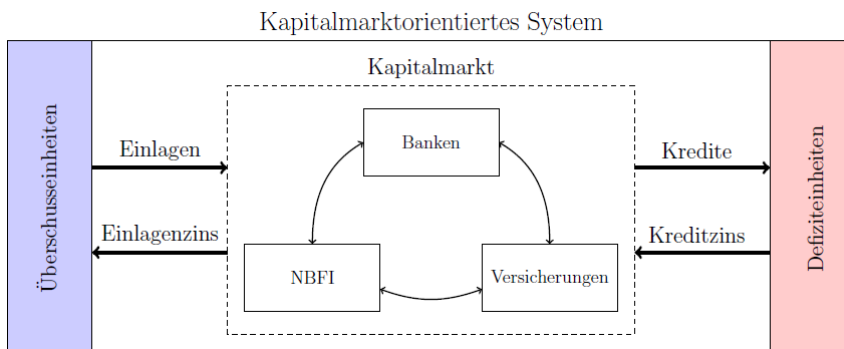 Kapitalmarktorientiertes System
Überschusseinheiten
Kapitalmarkt
Einlagen
Einlagenzins
Banken
NBFI
Versicherungen
Kredite
Kreditzins
Defiziteinheiten